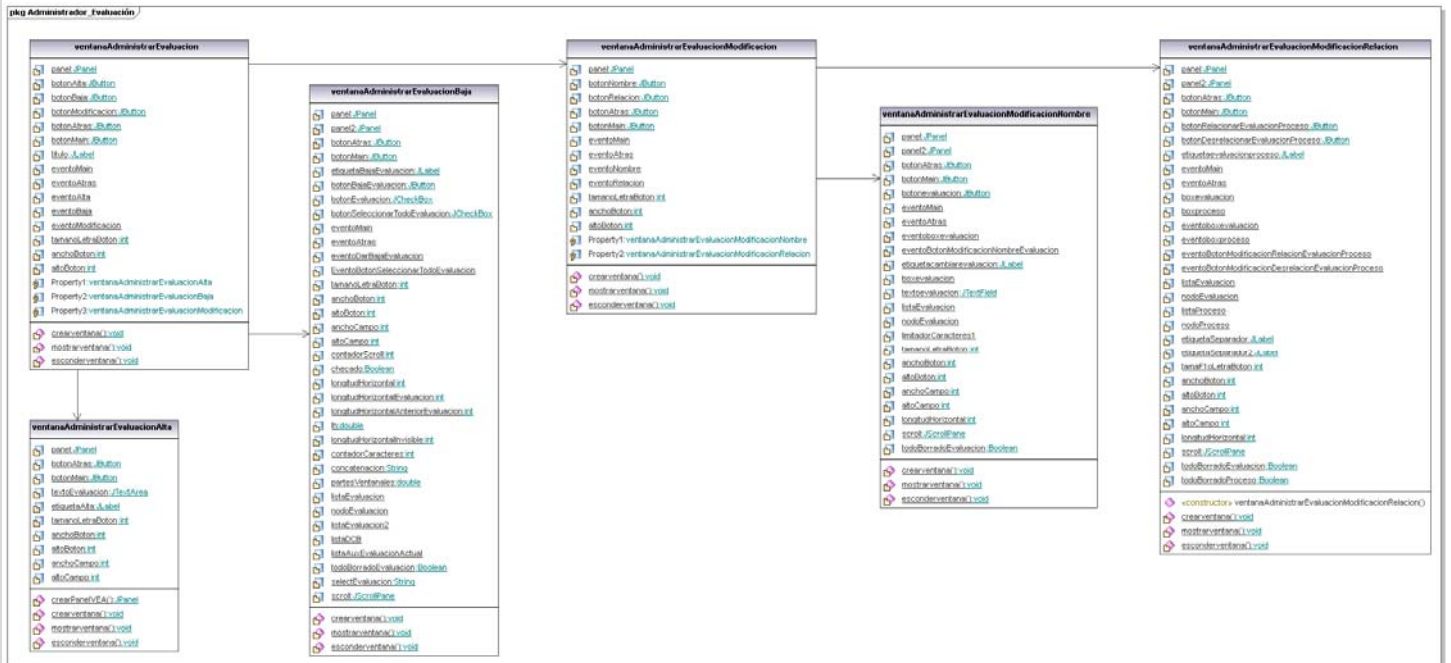 pkg Administrador_Evaluación
ventanaAdministrarEvaluacion
panel:JPanel
botonAlta:JButton
botonBaja:JButton
botonModificacion:JButton
botonAtras:JButton
botonMain:JButton
titulo:JLabel
eventoMain
eventoAtras
eventoAlta
eventoBaja
eventoModificacion
tamanoLetraBoton:int
anchoBoton:int
altoBoton:int
Property1:ventanaAdministrarEvaluacionAlta
Property2:ventanaAdministrarEvaluacionBaja
Property3:ventanaAdministrarEvaluacionModificacion
crearventana():void
mostrarventana():void
esconderventana():void
ventanaAdministrarEvaluacionAlta
panel:JPanel
botonAtras:JButton
botonMain:JButton
textoEvaluacion:JTextArea
etiquetaAlta:JLabel
tamanoLetraBoton:int
anchoBoton:int
altoBoton:int
anchoCampo:int
altoCampo:int
crearPanelVEA():JPanel
crearventana():void
mostrarventana():void
esconderventana():void
ventanaAdministrarEvaluacionBaja
panel:JPanel
panel2:JPanel
botonAtras:JButton
botonMain:JButton
etiquetaBajaEvaluacion:JLabel
botonBajaEvaluacion:JButton
botonEvaluacion:JCheckBox
botonSeleccionarTodoEvaluacion:JCheckBox
eventoMain
eventoAtras
eventoDarBajaEvaluacion
EventoBotonSeleccionarTodoEvaluacion
tamanoLetraBoton:int
anchoBoton:int
altoBoton:int
anchoCampo:int
altoCampo:int
contadorScroll:int
checado:Boolean
longitudHorizontal:int
longitudHorizontalEvaluacion:int
longitudHorizontalAnteriorEvaluacion:int
longitudHorizontalInvisible:int
contadorCaracteres:int
concatenacion:String
partesVentanales:double
listaEvaluacion
nodoEvaluacion
listaEvaluacion2
listaDCB
listaAuxEvaluacionActual
todoBorradoEvaluacion:Boolean
selectEvaluacion:String
scroll:JScrollPane
crearventana():void
mostrarventana():void
esconderventana():void
ventanaAdministrarEvaluacionModificacion
panel:JPanel
botonNombre:JButton
botonRelacion:JButton
botonAtras:JButton
botonMain:JButton
eventoMain
eventoAtras
eventoNombre
eventoRelacion
tamanoLetraBoton:int
anchoBoton:int
altoBoton:int
Property1:ventanaAdministrarEvaluacionModificacionNombre
Property2:ventanaAdministrarEvaluacionModificacionRelacion
crearventana():void
mostrarventana():void
esconderventana():void
ventanaAdministrarEvaluacionModificacionNombre
panel:JPanel
panel2:JPanel
botonAtras:JButton
botonMain:JButton
botonevaluacion:JButton
eventoMain
eventoAtras
eventoboxevaluacion
eventoBotonModificacionNombreEvaluacion
etiquetacambiarevaluacion:JLabel
boxevaluacion
textoevaluacion:JTextField
listaEvaluacion
nodoEvaluacion
limitadorCaracteres1
tamanoLetraBoton:int
anchoBoton:int
altoBoton:int
anchoCampo:int
altoCampo:int
longitudHorizontal:int
scroll:JScrollPane
todoBorradoEvaluacion:Boolean
crearventana():void
mostrarventana():void
esconderventana():void
ventanaAdministrarEvaluacionModificacionRelacion
panel:JPanel
panel2:JPanel
botonAtras:JButton
botonMain:JButton
botonRelacionarEvaluacionProceso:JButton
botonDesrelacionarEvaluacionProceso:JButton
etiquetaevaluacionproceso:JLabel
eventoMain
eventoAtras
boxevaluacion
boxproceso
eventoboxevaluacion
eventoboxproceso
eventoBotonModificacionRelacionEvaluacionProceso
eventoBotonModificacionDesrelacionEvaluacionProceso
listaEvaluacion
nodoEvaluacion
listaProceso
nodoProceso
etiquetaSeparador:JLabel
etiquetaSeparador2:JLabel
tamaF1oLetraBoton:int
anchoBoton:int
altoBoton:int
anchoCampo:int
altoCampo:int
longitudHorizontal:int
scroll:JScrollPane
todoBorradoEvaluacion:Boolean
todoBorradoProceso:Boolean
«constructor» ventanaAdministrarEvaluacionModificacionRelacion()
crearventana():void
mostrarventana():void
esconderventana():void